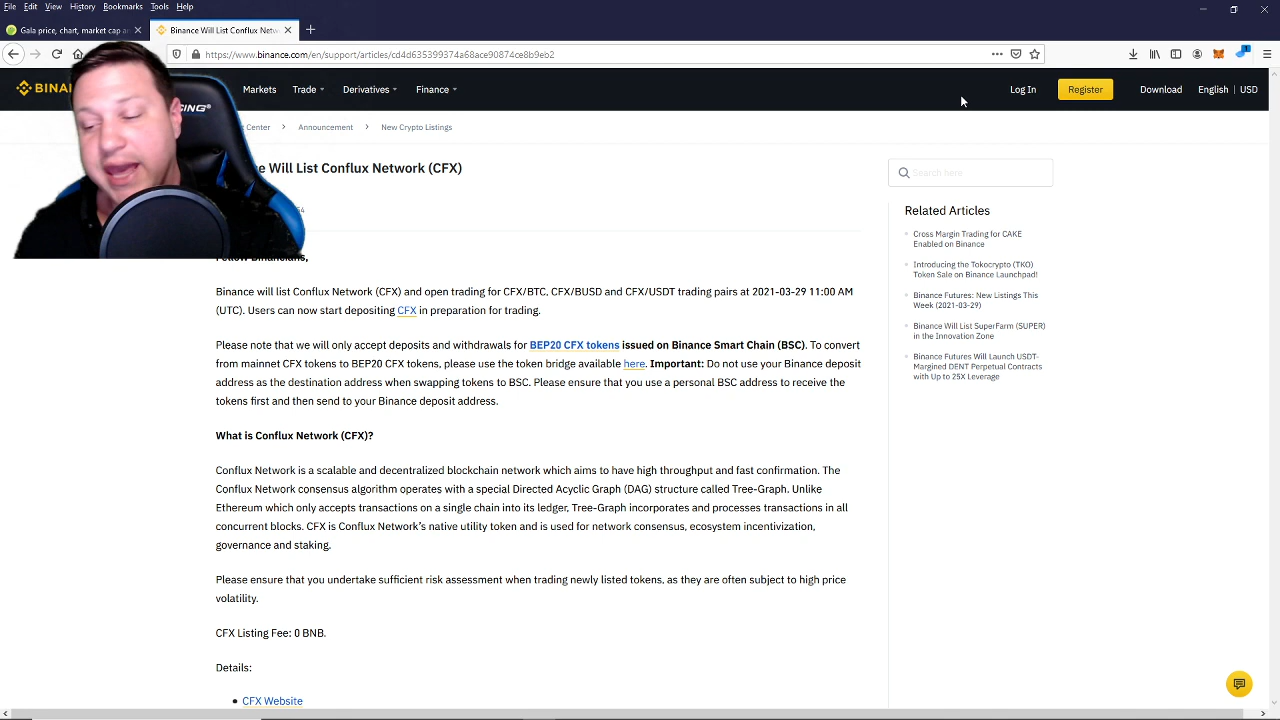 File Edit View History Bookmarks Tools Help
Gala price, chart, market cap an
Binance Will List Conflux Netw
https://www.binance.com/en/support/articles/cd4d635399374a68ace90874ce8b9eb2
BINAN
Markets Trade Derivatives Finance
Log In Register Download English | USD
CING®
Center > Announcement > New Crypto Listings
Will List Conflux Network (CFX)
Search here
Related Articles
Cross Margin Trading for CAKE
Enabled on Binance
Introducing the Tokocrypto (TKO)
Token Sale on Binance Launchpad!
Binance Futures: New Listings This
Week (2021-03-29)
Binance Will List SuperFarm (SUPER)
in the Innovation Zone
Binance Futures Will Launch USDT-
Margined DENT Perpetual Contracts
with Up to 25X Leverage
Fellow Binancians,
Binance will list Conflux Network (CFX) and open trading for CFX/BTC, CFX/BUSD and CFX/USDT trading pairs at 2021-03-29 11:00 AM
(UTC). Users can now start depositing CFX in preparation for trading.
Please note that we will only accept deposits and withdrawals for BEP20 CFX tokens issued on Binance Smart Chain (BSC). To convert
from mainnet CFX tokens to BEP20 CFX tokens, please use the token bridge available here. Important: Do not use your Binance deposit
address as the destination address when swapping tokens to BSC. Please ensure that you use a personal BSC address to receive the
tokens first and then send to your Binance deposit address.
What is Conflux Network (CFX)?
Conflux Network is a scalable and decentralized blockchain network which aims to have high throughput and fast confirmation. The
Conflux Network consensus algorithm operates with a special Directed Acyclic Graph (DAG) structure called Tree-Graph. Unlike
Ethereum which only accepts transactions on a single chain into its ledger, Tree-Graph incorporates and processes transactions in all
concurrent blocks. CFX is Conflux Network's native utility token and is used for network consensus, ecosystem incentivization,
governance and staking.
Please ensure that you undertake sufficient risk assessment when trading newly listed tokens, as they are often subject to high price
volatility.
CFX Listing Fee: 0 BNB.
Details:
CFX Website